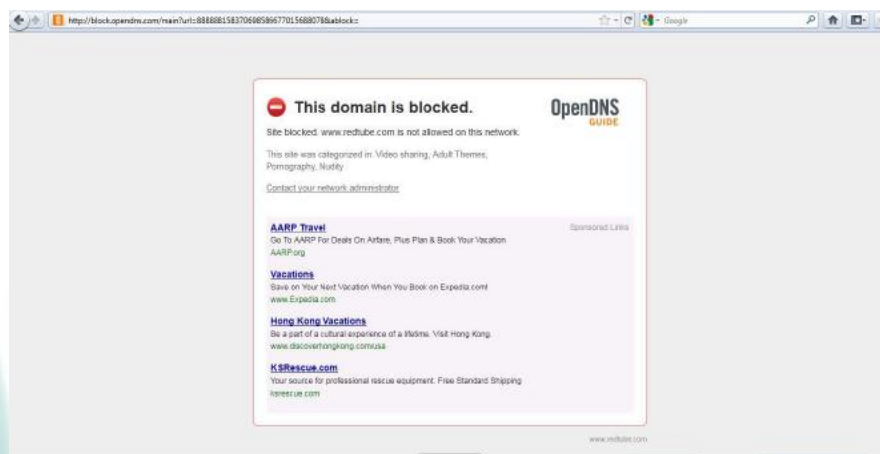 http://block.opendns.com/main?url=
Google
This domain is blocked.
OpenDNS
GUIDE
Site blocked. www.redtube.com is not allowed on this network.
This site was categorized in: Video sharing, Adult Themes,
Pornography, Nudity
Contact your network administrator
AARP Travel
Sponsored Links
Go To AARP For Deals On Airfare, Plus Plan & Book Your Vacation
AARP.org
Vacations
Save on Your Next Vacation When You Book on Expedia.com!
www.Expedia.com
Hong Kong Vacations
Be a part of a cultural experience of a lifetime. Visit Hong Kong.
www.discoverhongkong.com/usa
KSRescue.com
Your source for professional rescue equipment. Free Standard Shipping
ksrescue.com
www.redtube.com